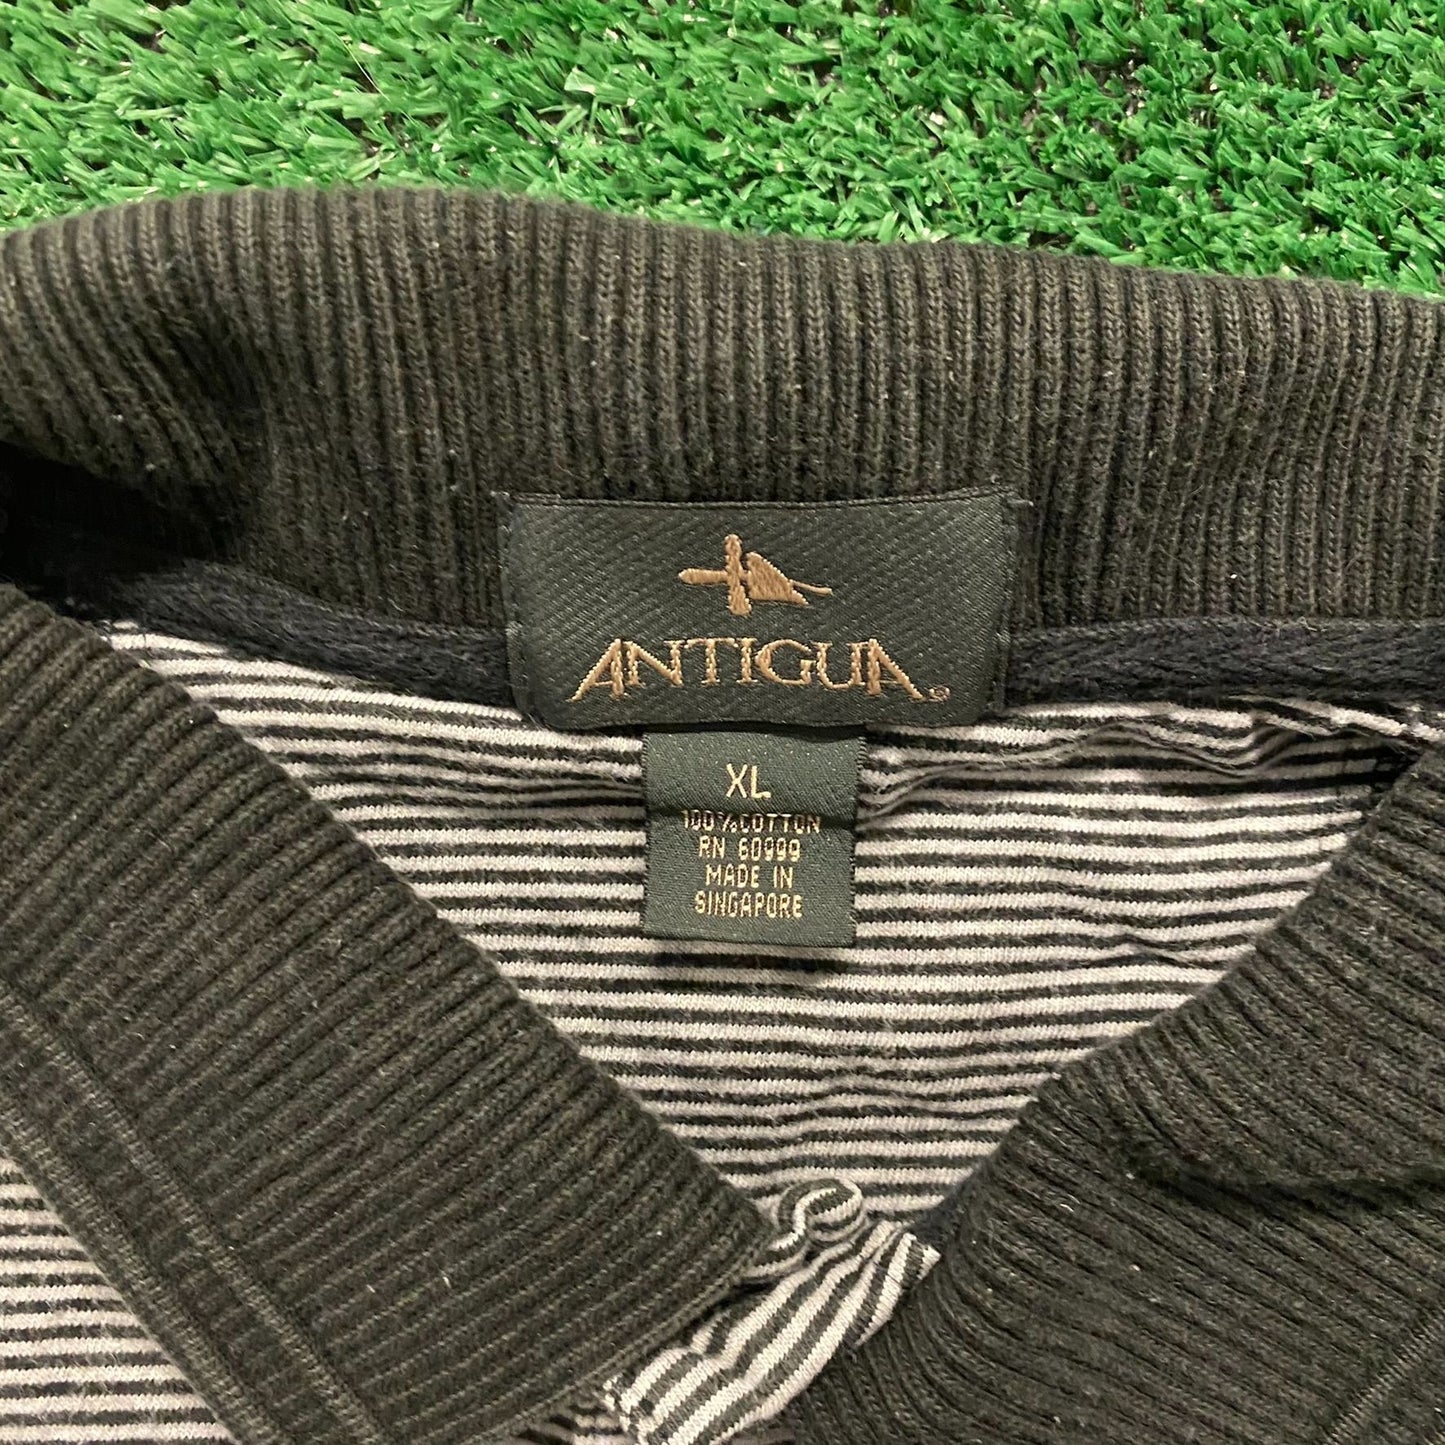 ANTIGUA®
XL
100% COTTON
RN 60999
MADE IN
SINGAPORE